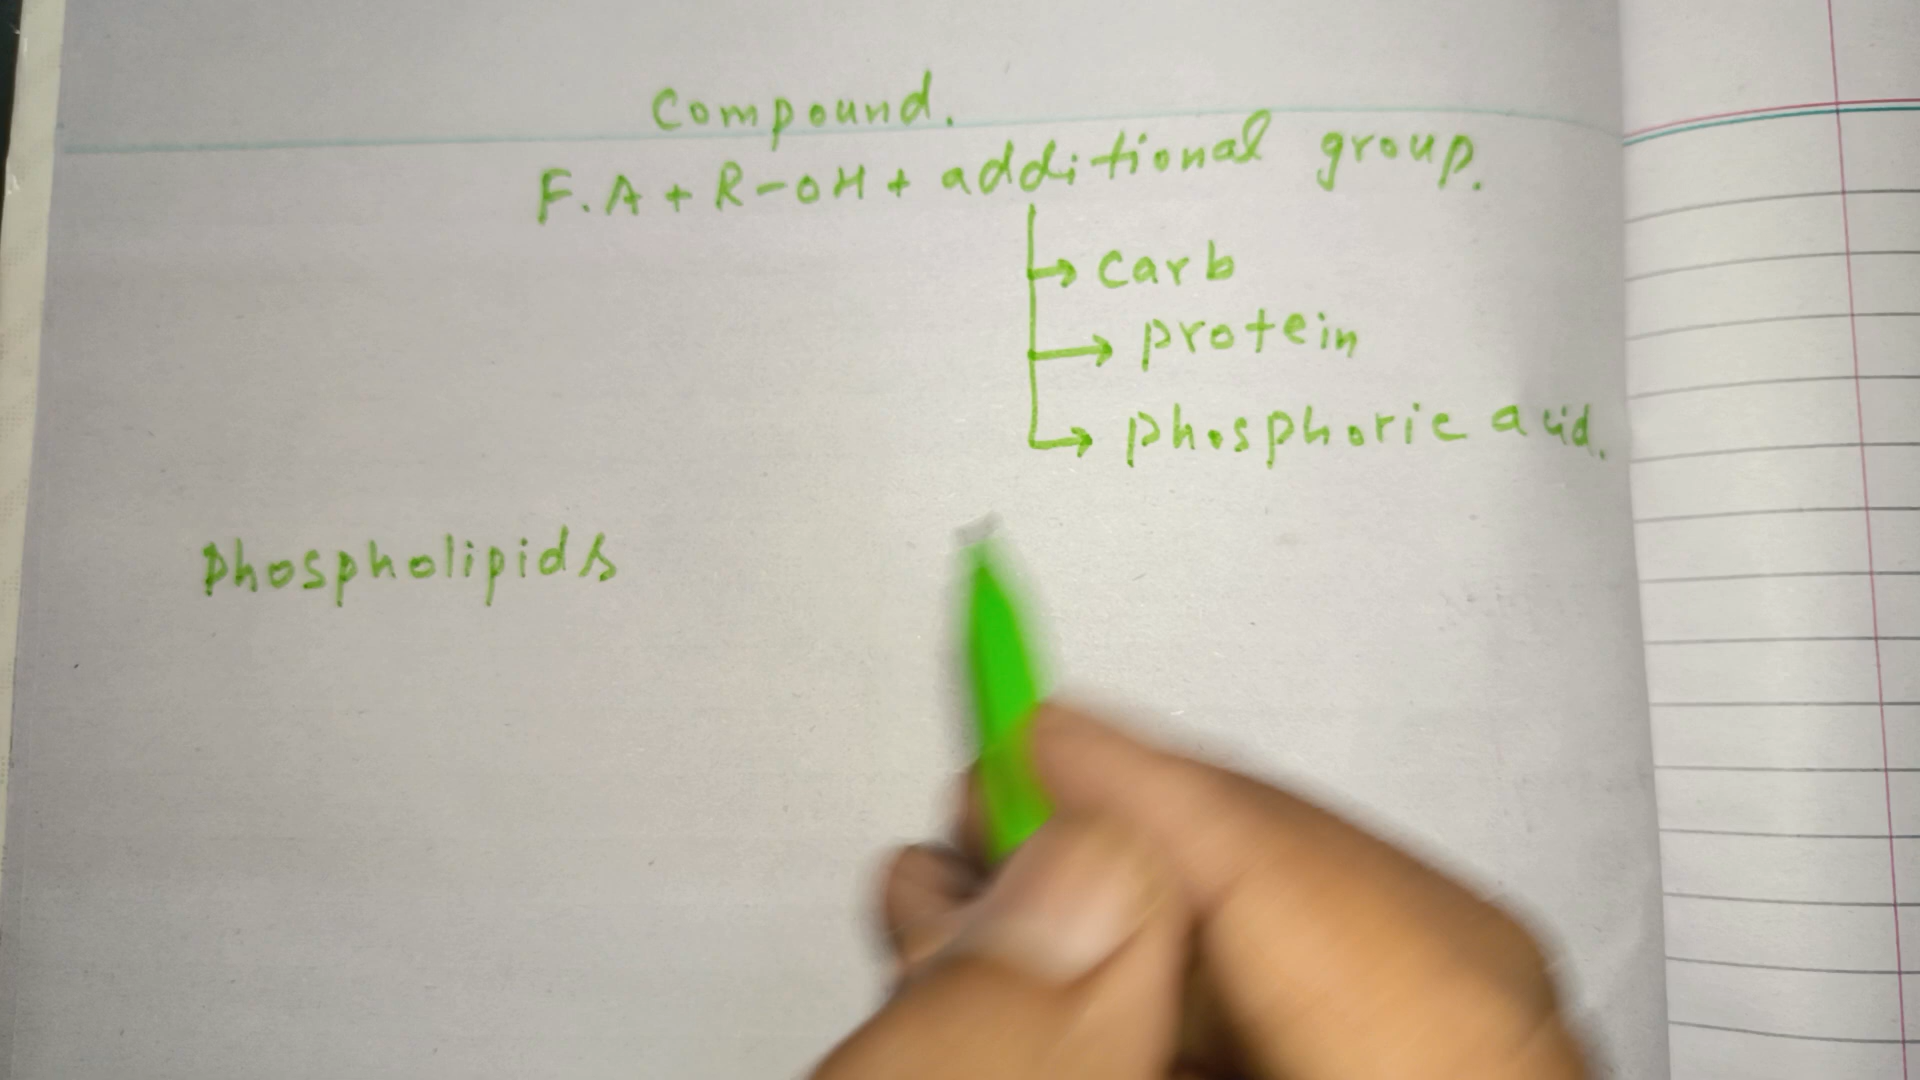 Compound.
F.A + R-OH + additional group.
→ carb
→ protein
→ phosphoric acid.
Phospholipids